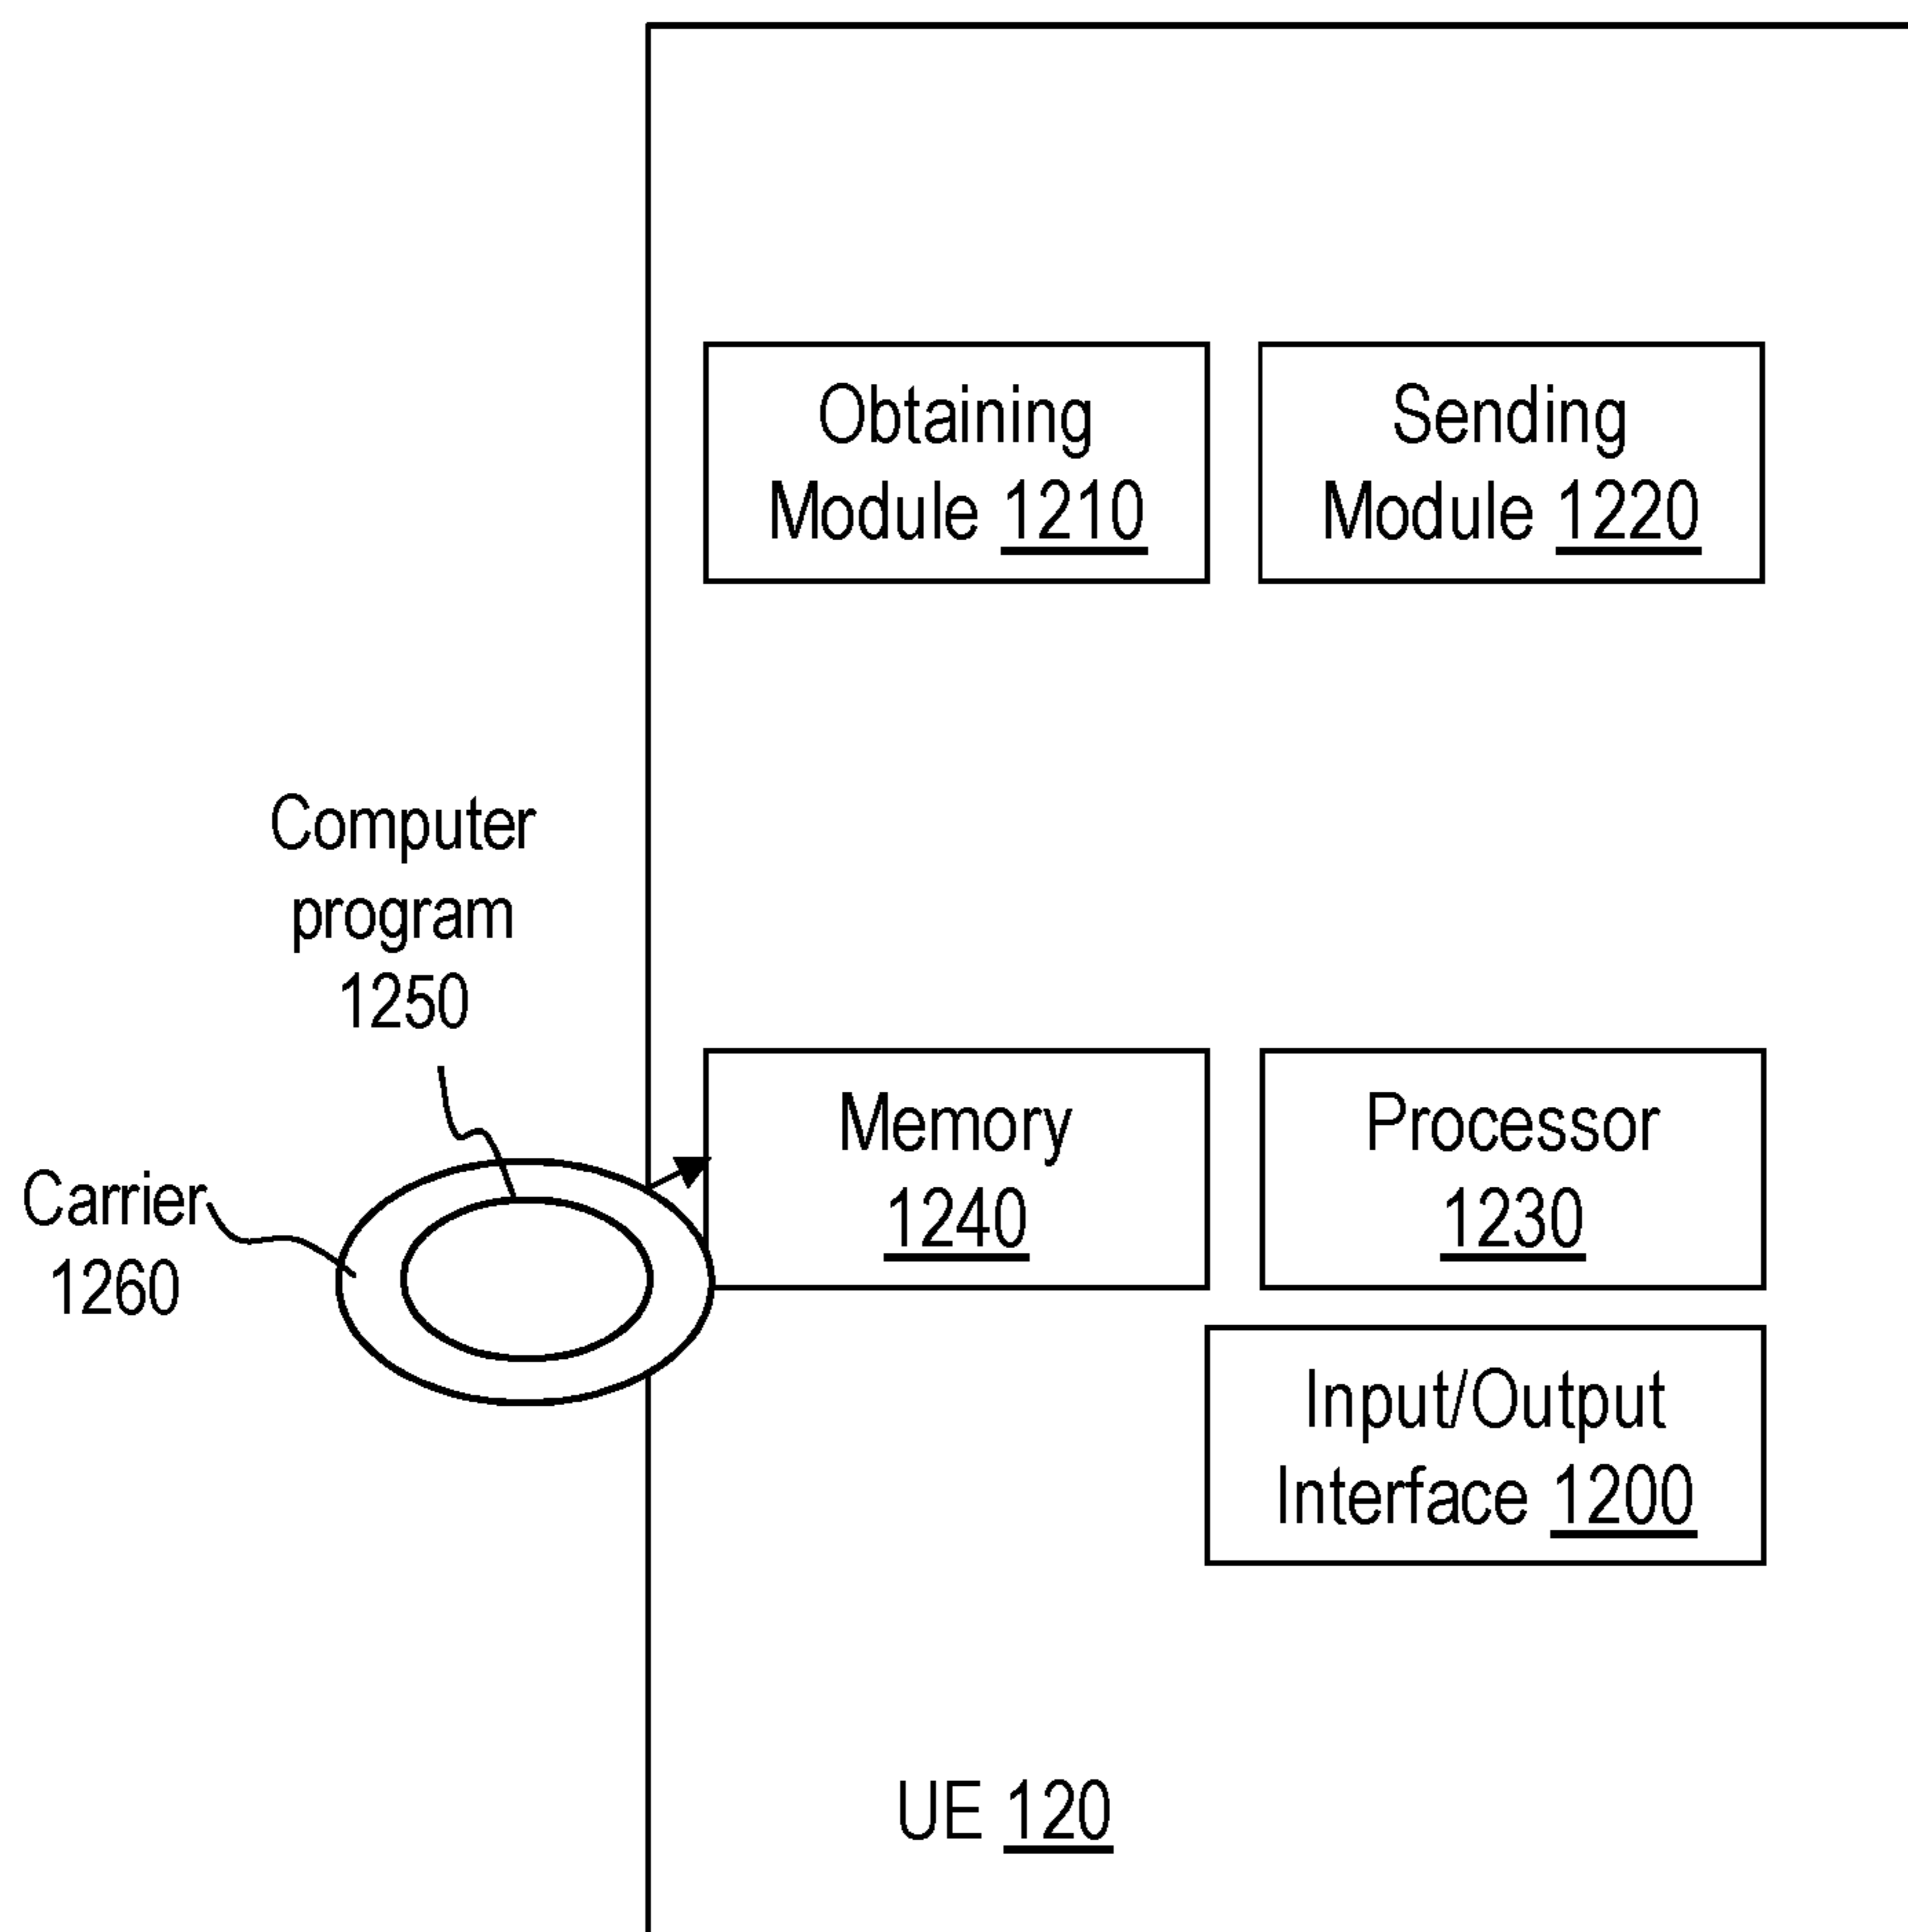 Obtaining
Module 1210
Sending
Module 1220
Computer
program
1250
Carrier
1260
Memory
1240
Processor
1230
Input/Output
Interface 1200
UE 120